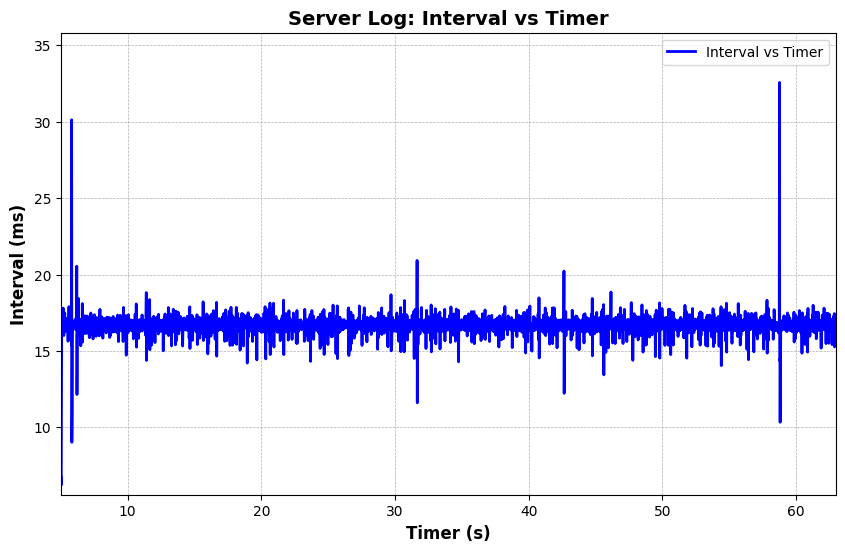 Server Log: Interval vs Timer
Interval vs Timer
35
30
25
20
15
10
Interval (ms)
10 20 30 40 50 60
Timer (s)